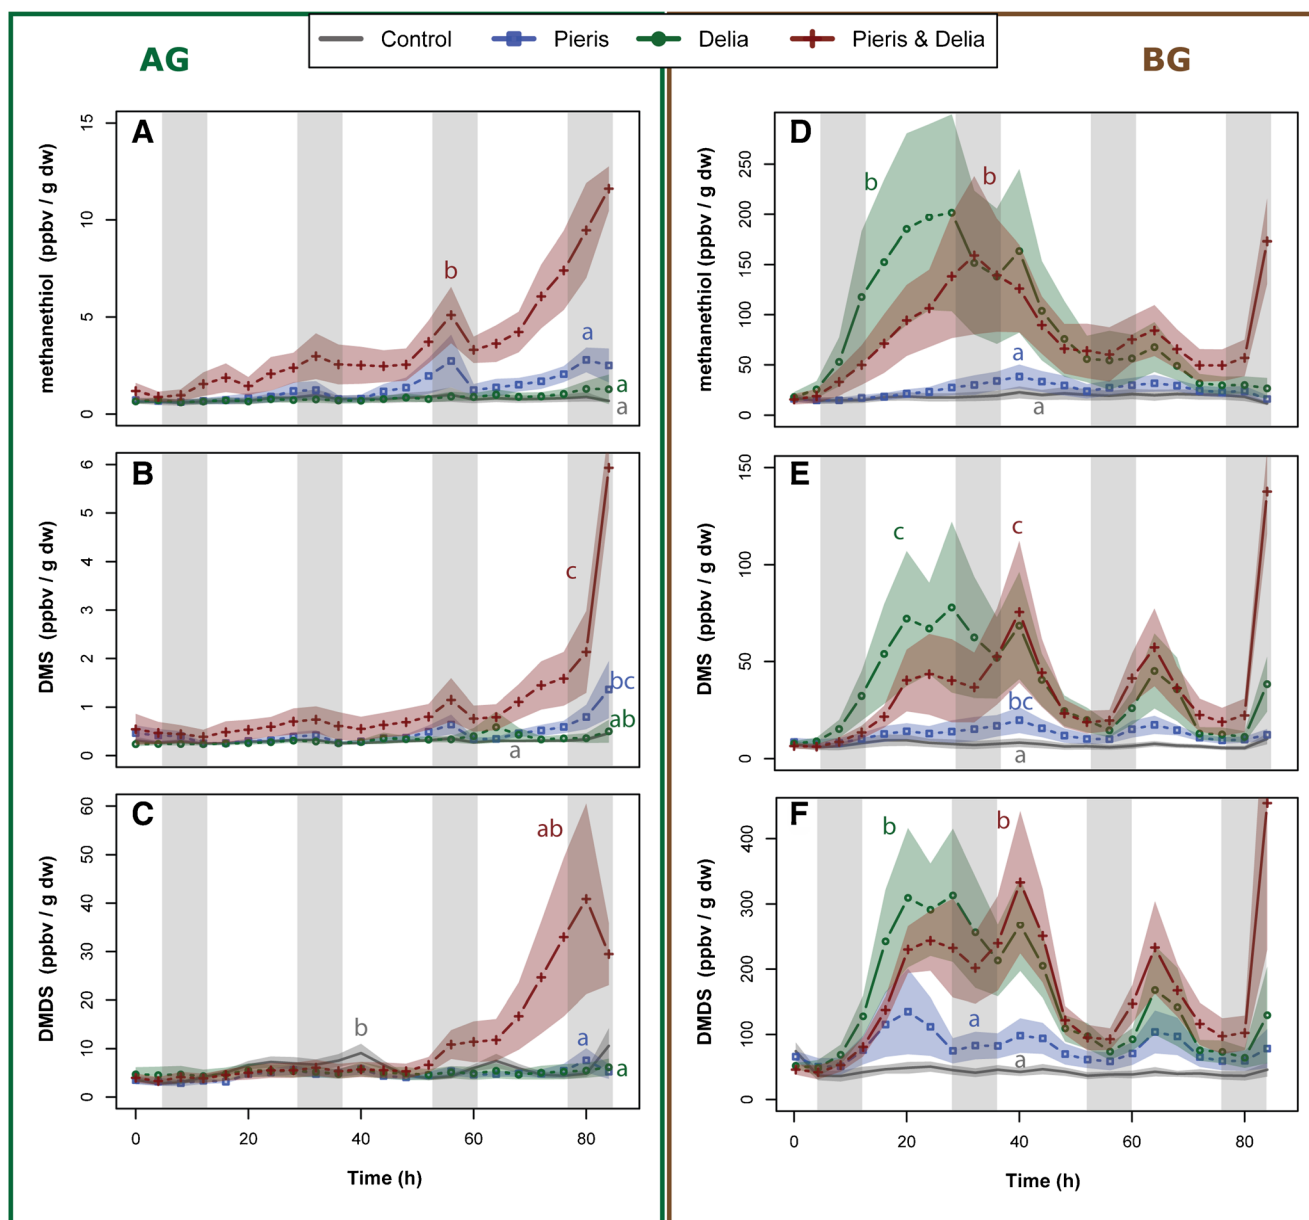 Control Pieris Delia Pieris & Delia
AG
BG
A
methanethiol (ppbv / g dw)
15
10
5
0
b
a
a
a
B
DMS (ppbv / g dw)
6
5
4
3
2
1
0
c
bc
ab
a
C
DMDS (ppbv / g dw)
60
50
40
30
20
10
0
ab
b
a
a
0 20 40 60 80
Time (h)
D
methanethiol (ppbv / g dw)
250
200
150
100
50
0
b
b
a
a
E
DMS (ppbv / g dw)
150
100
50
0
c
c
bc
a
F
DMDS (ppbv / g dw)
400
300
200
100
0
b
b
a
a
0 20 40 60 80
Time (h)